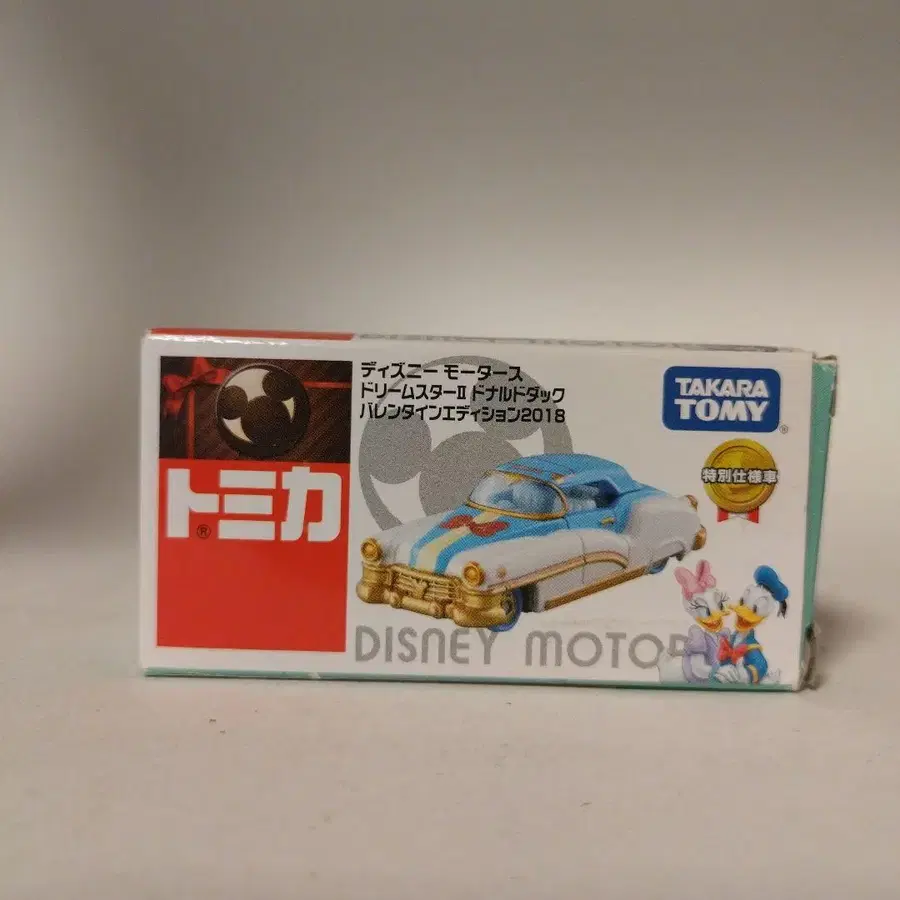 ディズニー モータース
ドリームスターII ドナルドダック
バレンタインエディション2018
TAKARA
TOMY
®
特別仕様車
トミカ
®
DISNEY MOTOR